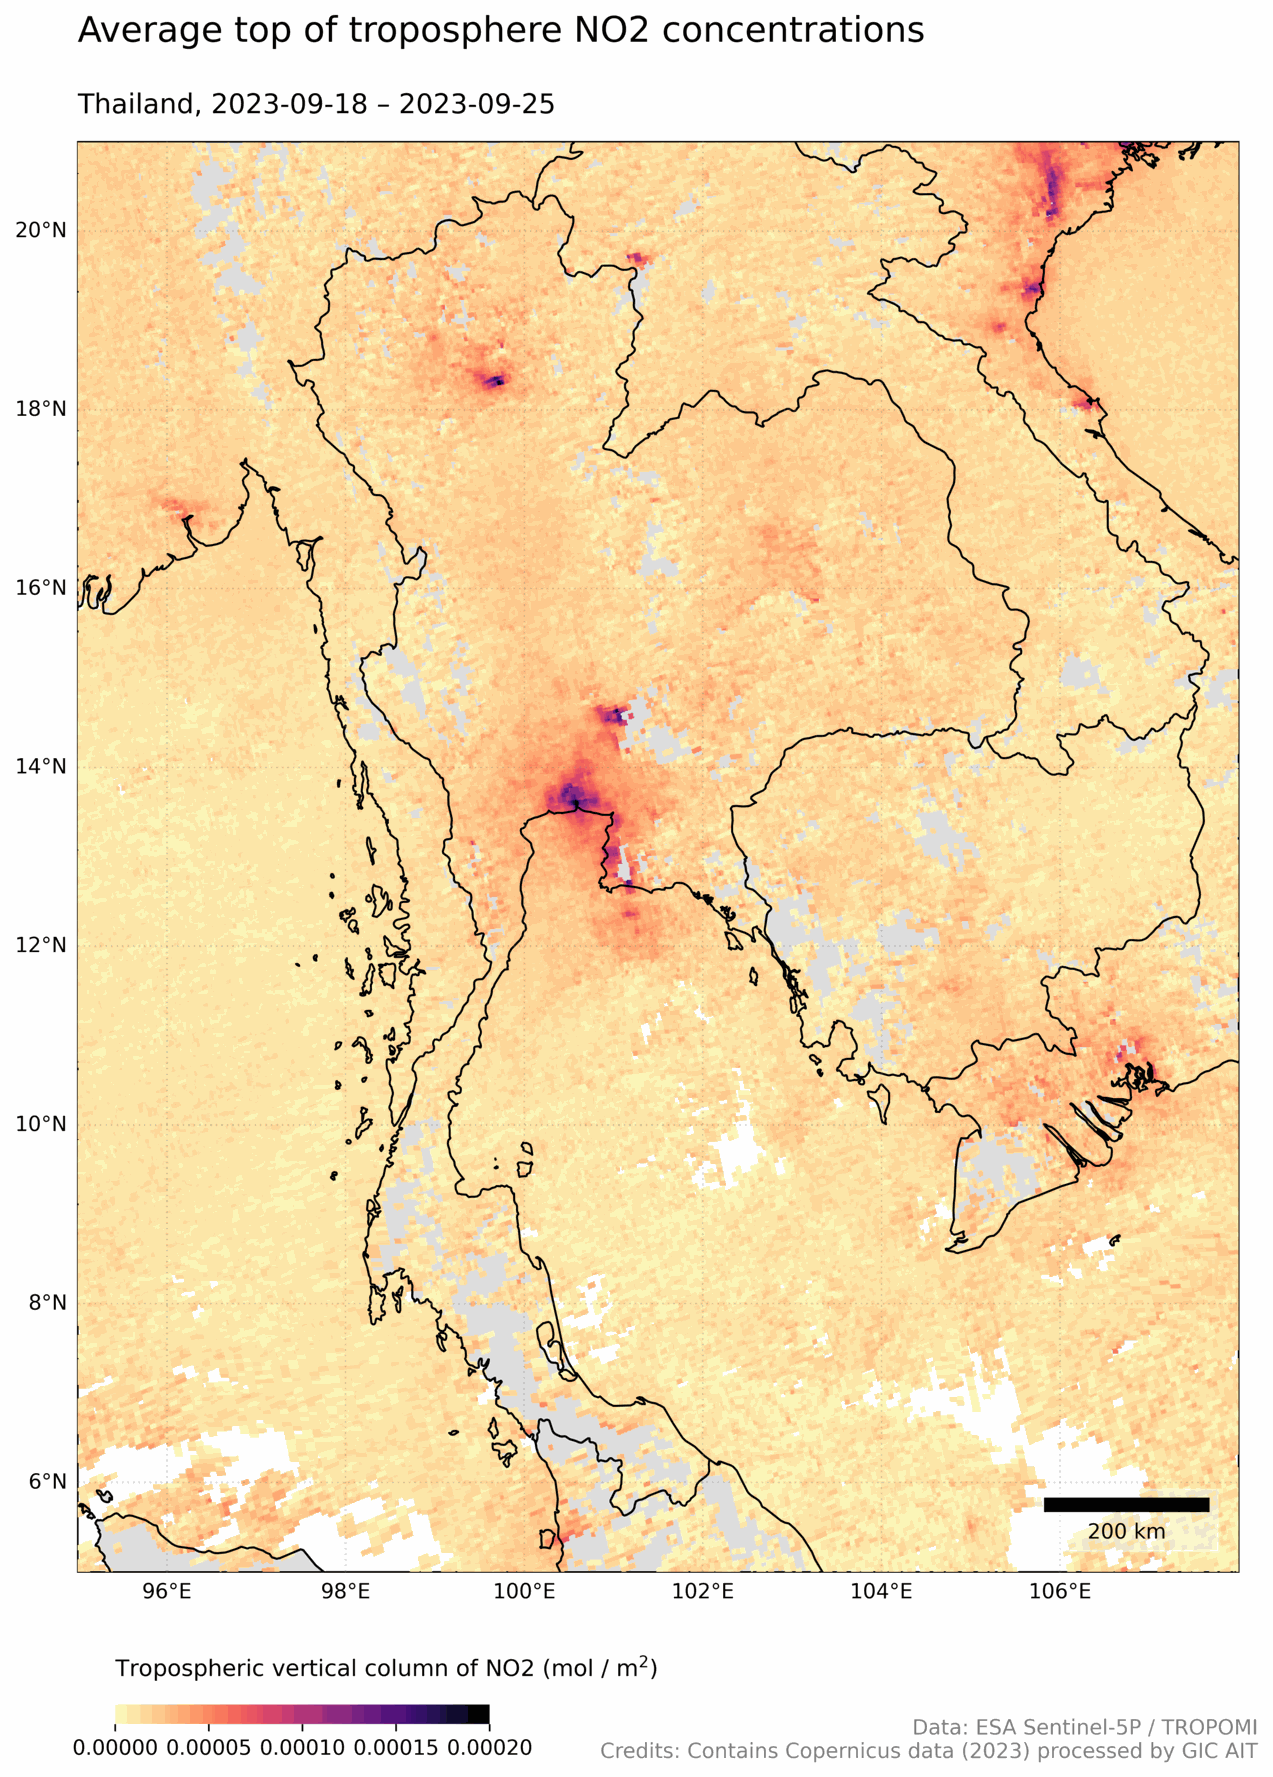 Average top of troposphere NO2 concentrations
Thailand, 2023-09-18 – 2023-09-25
20°N
18°N
16°N
14°N
12°N
10°N
8°N
6°N
200 km
96°E 98°E 100°E 102°E 104°E 106°E
Tropospheric vertical column of NO2 (mol / m²)
0.00000 0.00005 0.00010 0.00015 0.00020
Data: ESA Sentinel-5P / TROPOMI
Credits: Contains Copernicus data (2023) processed by GIC AIT